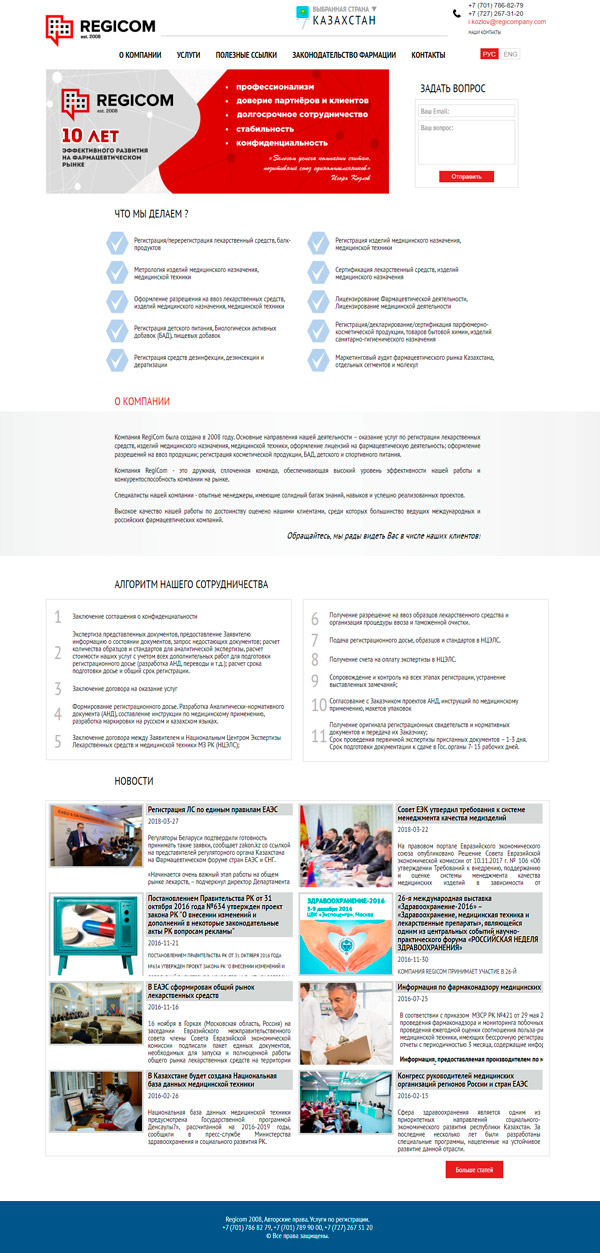 REGICOM
est. 2008
ВЫБРАННАЯ СТРАНА ▼
КАЗАХСТАН
+7 (701) 786-82-79
+7 (727) 267-31-20
i.kozlov@regicompany.com
НАШИ КОНТАКТЫ
О КОМПАНИИ УСЛУГИ ПОЛЕЗНЫЕ ССЫЛКИ ЗАКОНОДАТЕЛЬСТВО ФАРМАЦИИ КОНТАКТЫ
РУС ENG
REGICOM
est. 2008
10 ЛЕТ
ЭФФЕКТИВНОГО РАЗВИТИЯ
НА ФАРМАЦЕВТИЧЕСКОМ
РЫНКЕ
• профессионализм
• доверие партнёров и клиентов
• долгосрочное сотрудничество
• стабильность
• конфиденциальность
«Залогом успеха компании считаю,
позитивный союз единомышленников»
Игорь Козлов
ЗАДАТЬ ВОПРОС
Ваш Email:
Ваш вопрос:
Отправить
ЧТО МЫ ДЕЛАЕМ ?
Регистрация/перерегистрация лекарственный средств, балк-
продуктов
Метрология изделий медицинского назначения,
медицинской техники
Оформление разрешения на ввоз лекарственных средств,
изделий медицинского назначения, медицинской техники
Регистрация детского питания, Биологически активных
добавок (БАД), пищевых добавок
Регистрация средств дезинфекции, дезинсекции и
дератизации
Регистрация изделий медицинского назначения,
медицинской техники
Сертификация лекарственный средств, изделий
медицинского назначения
Лицензирование Фармацевтической деятельности,
Лицензирование медицинской деятельности
Регистрация/декларирование/сертификация парфюмерно-
косметической продукции, товаров бытовой химии, изделий
санитарно-гигиенического назначения
Маркетинговый аудит фармацевтического рынка Казахстана,
отдельных сегментов и молекул
О КОМПАНИИ
Компания RegiCom была создана в 2008 году. Основные направления нашей деятельности – оказание услуг по регистрации лекарственных
средств, изделий медицинского назначения, медицинской техники, оформление лицензий на фармацевтическую деятельность; оформление
разрешений на ввоз продукции; регистрация косметической продукции, БАД, детского и спортивного питания.
Компания RegiCom - это дружная, сплоченная команда, обеспечивающая высокий уровень эффективности нашей работы и
конкурентоспособность компании на рынке.
Специалисты нашей компании - опытные менеджеры, имеющие солидный багаж знаний, навыков и успешно реализованных проектов.
Высокое качество нашей работы по достоинству оценено нашими клиентами, среди которых большинство ведущих международных и
российских фармацевтических компаний.
Обращайтесь, мы рады видеть Вас в числе наших клиентов!
АЛГОРИТМ НАШЕГО СОТРУДНИЧЕСТВА
1 Заключение соглашения о конфиденциальности
2 Экспертиза представленных документов, предоставление Заявителю
информацию о состоянии документов, запрос недостающих документов; расчет
количества образцов и стандартов для аналитической экспертизы, расчет
стоимости наших услуг с учетом всех дополнительных работ для подготовки
регистрационного досье (разработка АНД, переводы и т.д.); расчет срока
подготовки досье и общий срок регистрации.
3 Заключение договора на оказание услуг
4 Формирование регистрационного досье. Разработка Аналитически-нормативного
документа (АНД), составление инструкции по медицинскому применению,
разработка маркировки на русском и казахском языках.
5 Заключение договора между Заявителем и Национальным Центром Экспертизы
Лекарственных средств и медицинской техники МЗ РК (НЦЭЛС);
6 Получение разрешение на ввоз образцов лекарственного средства и
организация процедуры ввоза и таможенной очистки.
7 Подача регистрационного досье, образцов и стандартов в НЦЭЛС.
8 Получение счета на оплату экспертизы в НЦЭЛС.
9 Сопровождение и контроль на всех этапах регистрации, устранение
выставленных замечаний;
10 Согласование с Заказчиком проектов АНД, инструкций по медицинскому
применению, макетов упаковок
11 Получение оригинала регистрационных свидетельств и нормативных
документов и передача их Заказчику;
Срок проведения первичной экспертизы присланных документов – 1-3 дня.
Срок подготовки документации к сдаче в Гос. органы 7- 15 рабочих дней.
НОВОСТИ
Регистрация ЛС по единым правилам ЕАЭС
2018-03-27
Регуляторы Беларуси подтвердили готовность
принимать такие заявки, сообщает zakon.kz со ссылкой
на представителей регуляторного органа Казахстана
на Фармацевтическом форуме стран ЕАЭС и СНГ.
«Начинается очень важный этап работы на общем
рынке лекарств, – подчеркнул директор Департамента
Совет ЕЭК утвердил требования к системе
менеджмента качества медизделий
2018-03-22
На правовом портале Евразийского экономического
союза опубликовано Решение Совета Евразийской
экономической комиссии от 10.11.2017 г. № 106 «Об
утверждении Требований к внедрению, поддержанию
и оценке системы менеджмента качества
медицинских изделий в зависимости от
Постановлением Правительства РК от 31
октября 2016 года №634 утвержден проект
закона РК "О внесении изменений и
дополнений в некоторые законодательные
акты РК вопросам рекламы"
2016-11-21
ПОСТАНОВЛЕНИЕМ ПРАВИТЕЛЬСТВА РК ОТ 31 ОКТЯБРЯ 2016 ГОДА
№634 УТВЕРЖДЕН ПРОЕКТ ЗАКОНА РК "О ВНЕСЕНИИ ИЗМЕНЕНИЙ И
ЗДРАВООХРАНЕНИЕ-2016
5-9 декабря 2016
ЦВК «Экспоцентр», Москва
26-я международная выставка
«Здравоохранение-2016» –
«Здравоохранение, медицинская техника и
лекарственные препараты», являющейся
одним из центральных событий научно-
практического форума «РОССИЙСКАЯ НЕДЕЛЯ
ЗДРАВООХРАНЕНИЯ»
2016-11-30
КОМПАНИЯ REGICOM ПРИНИМАЕТ УЧАСТИЕ В 26-Й
В ЕАЭС сформирован общий рынок
лекарственных средств
2016-11-16
16 ноября в Горках (Московская область, Россия) на
заседании Евразийского межправительственного
совета члены Совета Евразийской экономической
комиссии подписали пакет единых документов,
необходимых для запуска и полноценной работы
общего рынка лекарственных средств на территории
Информация по фармаконадзору медицинских
2016-07-25
В соответствии с приказом МЗСР РК №421 от 29 мая 2
проведения фармаконадзора и мониторинга побочных
проведения ежегодной оценки соотношения польза-ри
медицинской техники, имеющих бессрочную регистрац
отчеты с периодичностью 3 месяца, содержащие инфор
Информация, предоставляемая производителем по м
В Казахстане будет создана Национальная
база данных медицинской техники
2016-02-26
Национальная база данных медицинской техники
предусмотрена Государственной программой
Денсаулық?», рассчитанной на 2016-2019 годы,
сообщили в пресс-службе Министерства
здравоохранения и социального развития РК.
Конгресс руководителей медицинских
организаций России и стран ЕАЭС
2016-02-15
Сфера здравоохранения является одним из
приоритетных направлений социально-
экономического развития республики Казахстан. За
последние несколько лет были разработаны
специальные программы, нацеленные на устойчивое
развитие данной отрасли.
Больше статей
Regicom 2008, Авторские права, Услуги по регистрации.
+7 (701) 786 82 79, +7 (701) 789 90 00, +7 (727) 267 31 20
© Все права защищены.